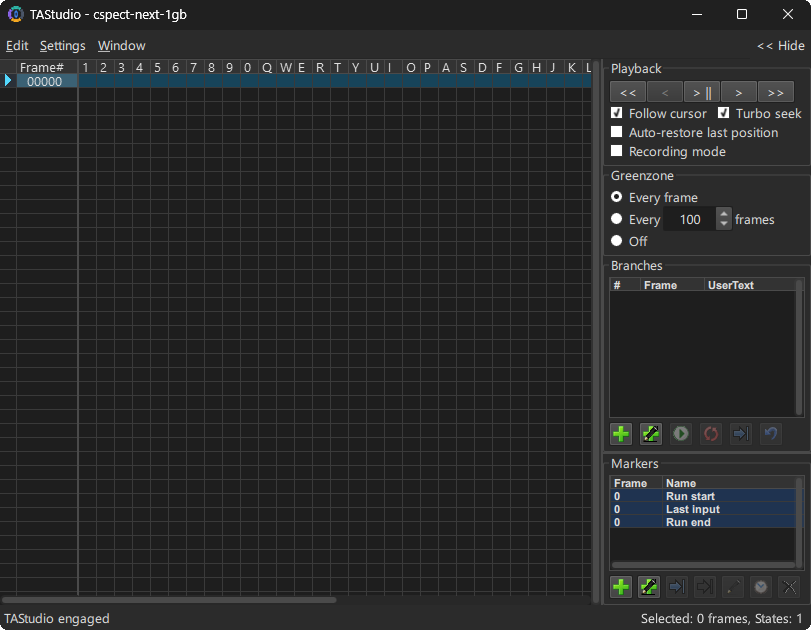 TAStudio - cspect-next-1gb
Edit Settings Window << Hide
Frame# 1 2 3 4 5 6 7 8 9 0 Q W E R T Y U I O P A S D F G H J K L
00000
Playback
<< < > || > >>
Follow cursor Turbo seek
Auto-restore last position
Recording mode
Greenzone
Every frame
Every 100 frames
Off
Branches
# Frame UserText
Markers
Frame Name
0 Run start
0 Last input
0 Run end
TAStudio engaged Selected: 0 frames, States: 1